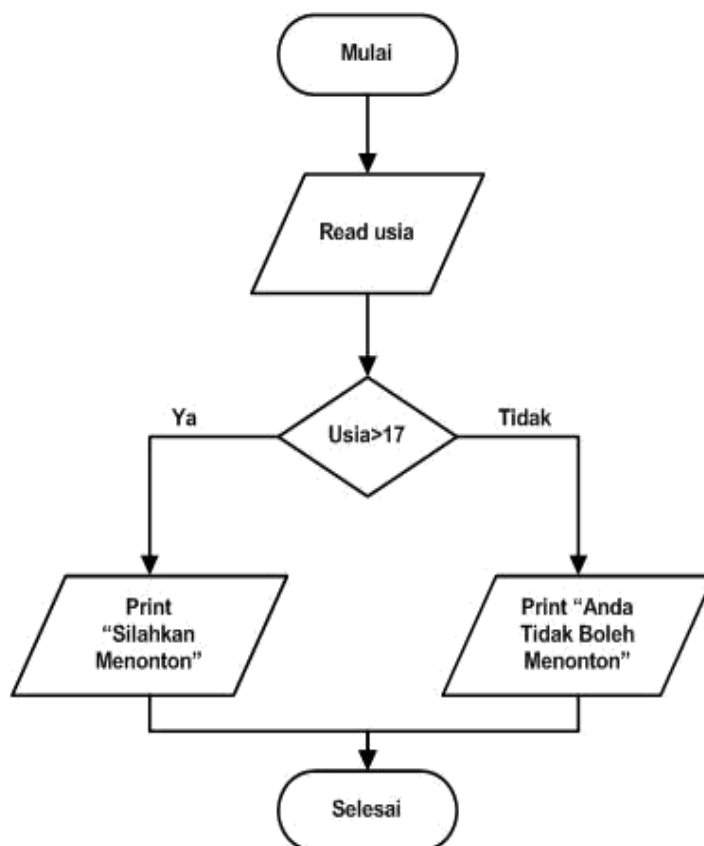 Mulai
Read usia
Usia>17
Ya
Tidak
Print
“Silahkan
Menonton”
Print “Anda
Tidak Boleh
Menonton”
Selesai